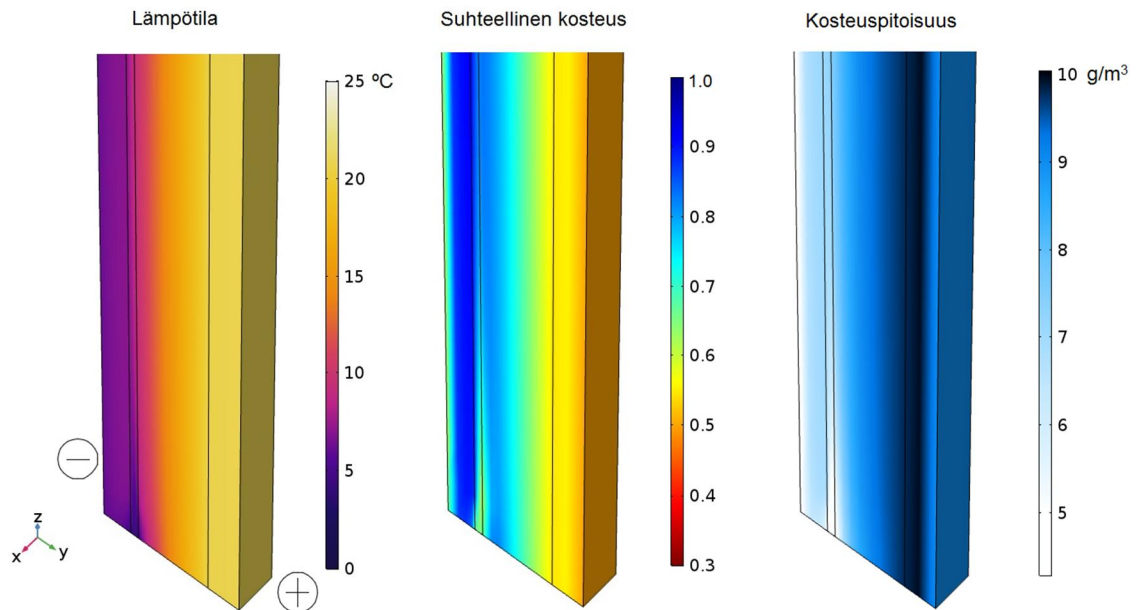 Lämpötila
Suhteellinen kosteus
Kosteuspitoisuus
25 ºC
20
15
10
5
0
1.0
0.9
0.8
0.7
0.6
0.5
0.4
0.3
10 g/m³
9
8
7
6
5
z
x y